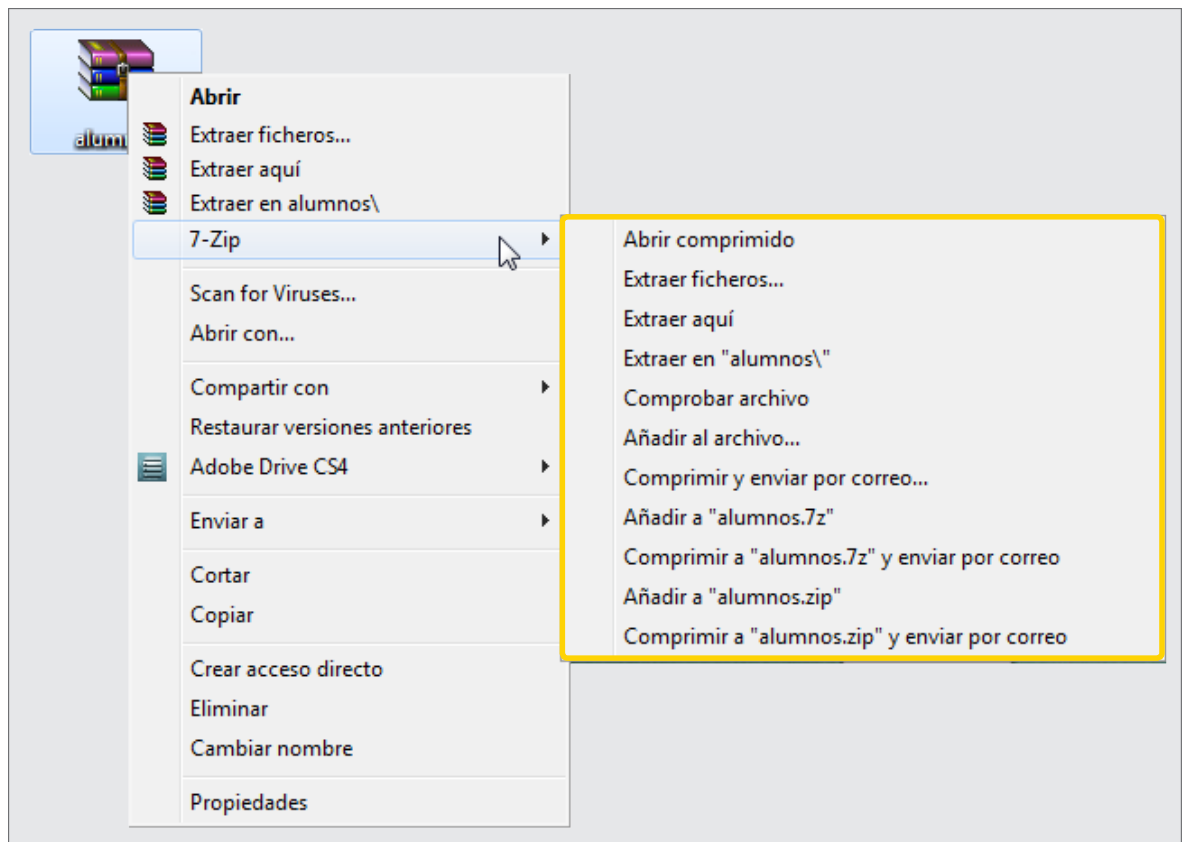 Abrir
Extraer ficheros...
Extraer aquí
Extraer en alumnos\
7-Zip
Scan for Viruses...
Abrir con...
Compartir con
Restaurar versiones anteriores
Adobe Drive CS4
Enviar a
Cortar
Copiar
Crear acceso directo
Eliminar
Cambiar nombre
Propiedades
Abrir comprimido
Extraer ficheros...
Extraer aquí
Extraer en "alumnos\"
Comprobar archivo
Añadir al archivo...
Comprimir y enviar por correo...
Añadir a "alumnos.7z"
Comprimir a "alumnos.7z" y enviar por correo
Añadir a "alumnos.zip"
Comprimir a "alumnos.zip" y enviar por correo